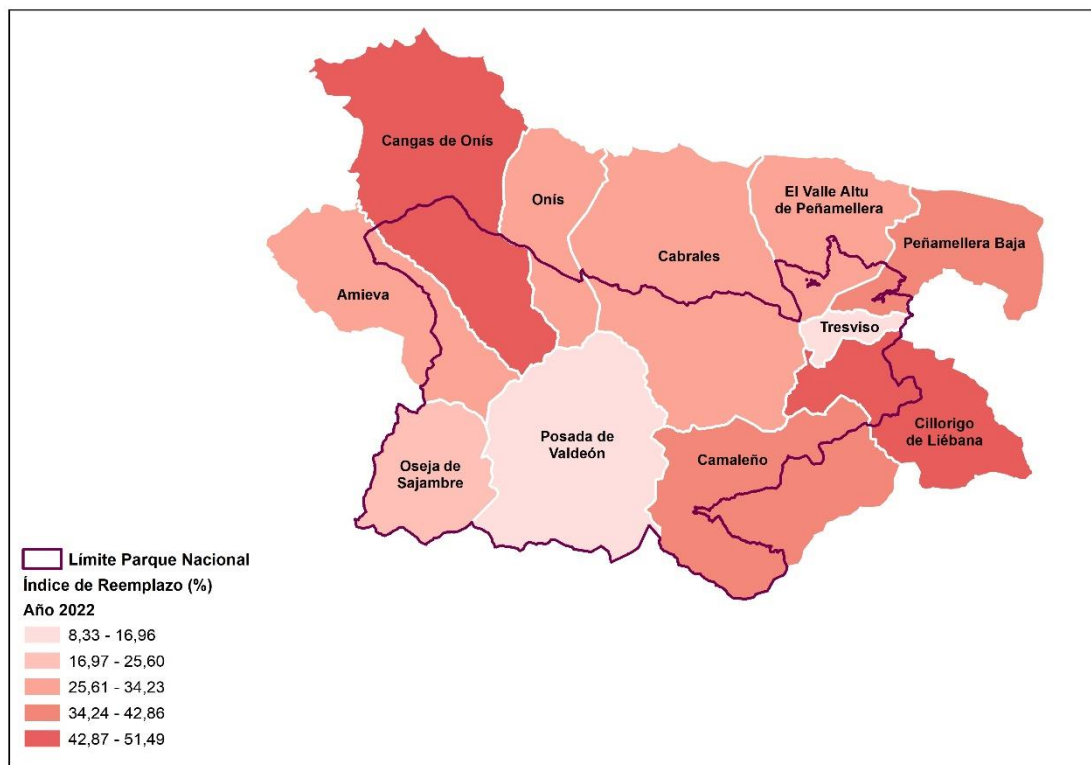 Cangas de Onís
Onís
El Valle Altu
de Peñamellera
Peñamellera Baja
Cabrales
Amieva
Tresviso
Cillorigo
de Liébana
Posada de
Valdeón
Camaleño
Oseja de
Sajambre
Límite Parque Nacional
Índice de Reemplazo (%)
Año 2022
8,33 - 16,96
16,97 - 25,60
25,61 - 34,23
34,24 - 42,86
42,87 - 51,49